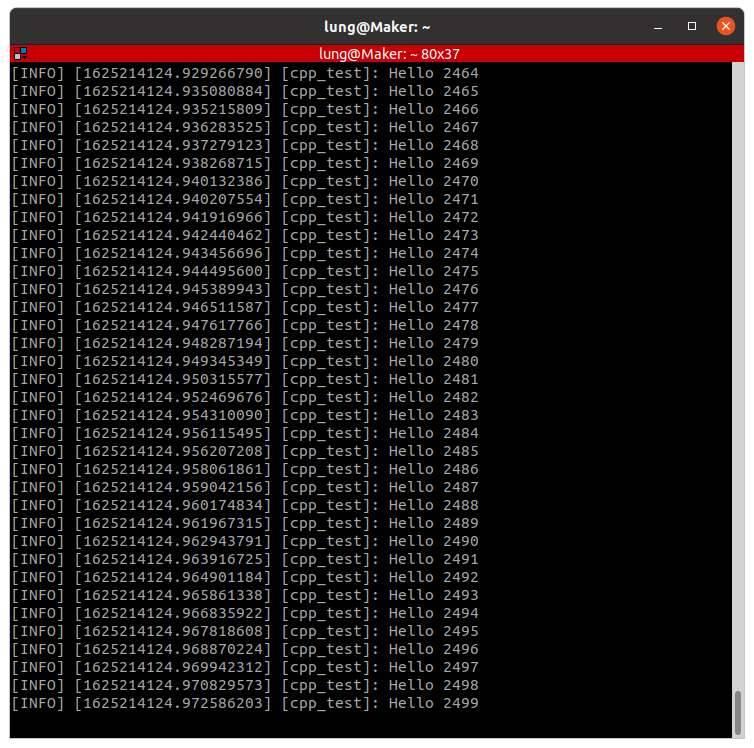 lung@Maker: ~
lung@Maker: ~ 80x37
[INFO] [1625214124.929266790] [cpp_test]: Hello 2464
[INFO] [1625214124.935080884] [cpp_test]: Hello 2465
[INFO] [1625214124.935215809] [cpp_test]: Hello 2466
[INFO] [1625214124.936283525] [cpp_test]: Hello 2467
[INFO] [1625214124.937279123] [cpp_test]: Hello 2468
[INFO] [1625214124.938268715] [cpp_test]: Hello 2469
[INFO] [1625214124.940132386] [cpp_test]: Hello 2470
[INFO] [1625214124.940207554] [cpp_test]: Hello 2471
[INFO] [1625214124.941916966] [cpp_test]: Hello 2472
[INFO] [1625214124.942440462] [cpp_test]: Hello 2473
[INFO] [1625214124.943456696] [cpp_test]: Hello 2474
[INFO] [1625214124.944495600] [cpp_test]: Hello 2475
[INFO] [1625214124.945389943] [cpp_test]: Hello 2476
[INFO] [1625214124.946511587] [cpp_test]: Hello 2477
[INFO] [1625214124.947617766] [cpp_test]: Hello 2478
[INFO] [1625214124.948287194] [cpp_test]: Hello 2479
[INFO] [1625214124.949345349] [cpp_test]: Hello 2480
[INFO] [1625214124.950315577] [cpp_test]: Hello 2481
[INFO] [1625214124.952469676] [cpp_test]: Hello 2482
[INFO] [1625214124.954310090] [cpp_test]: Hello 2483
[INFO] [1625214124.956115495] [cpp_test]: Hello 2484
[INFO] [1625214124.956207208] [cpp_test]: Hello 2485
[INFO] [1625214124.958061861] [cpp_test]: Hello 2486
[INFO] [1625214124.959042156] [cpp_test]: Hello 2487
[INFO] [1625214124.960174834] [cpp_test]: Hello 2488
[INFO] [1625214124.961967315] [cpp_test]: Hello 2489
[INFO] [1625214124.962943791] [cpp_test]: Hello 2490
[INFO] [1625214124.963916725] [cpp_test]: Hello 2491
[INFO] [1625214124.964901184] [cpp_test]: Hello 2492
[INFO] [1625214124.965861338] [cpp_test]: Hello 2493
[INFO] [1625214124.966835922] [cpp_test]: Hello 2494
[INFO] [1625214124.967818608] [cpp_test]: Hello 2495
[INFO] [1625214124.968870224] [cpp_test]: Hello 2496
[INFO] [1625214124.969942312] [cpp_test]: Hello 2497
[INFO] [1625214124.970829573] [cpp_test]: Hello 2498
[INFO] [1625214124.972586203] [cpp_test]: Hello 2499